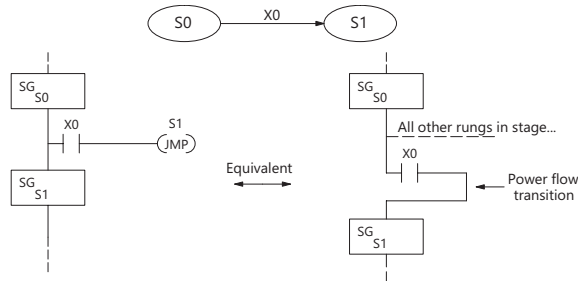 S0 X0 S1
SG
S0
X0
S1
JMP
SG
S1
Equivalent
SG
S0
All other rungs in stage...
X0
Power flow
transition
SG
S1